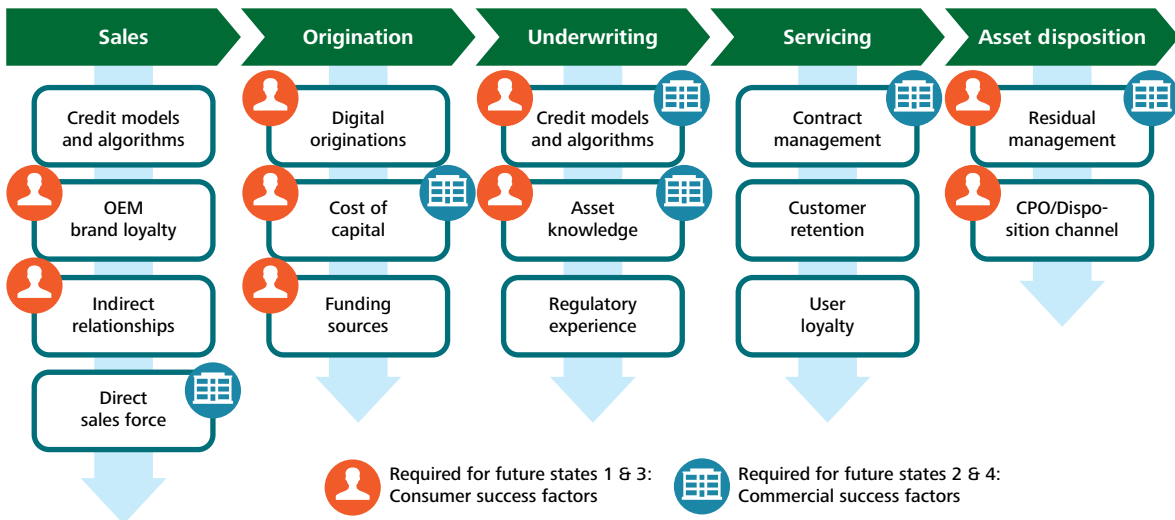 Sales
Origination
Underwriting
Servicing
Asset disposition
Credit models
and algorithms
OEM
brand loyalty
Indirect
relationships
Direct
sales force
Digital
originations
Cost of
capital
Funding
sources
Credit models
and algorithms
Asset
knowledge
Regulatory
experience
Contract
management
Customer
retention
User
loyalty
Residual
management
CPO/Dispo-
sition channel
Required for future states 1 & 3:
Consumer success factors
Required for future states 2 & 4:
Commercial success factors